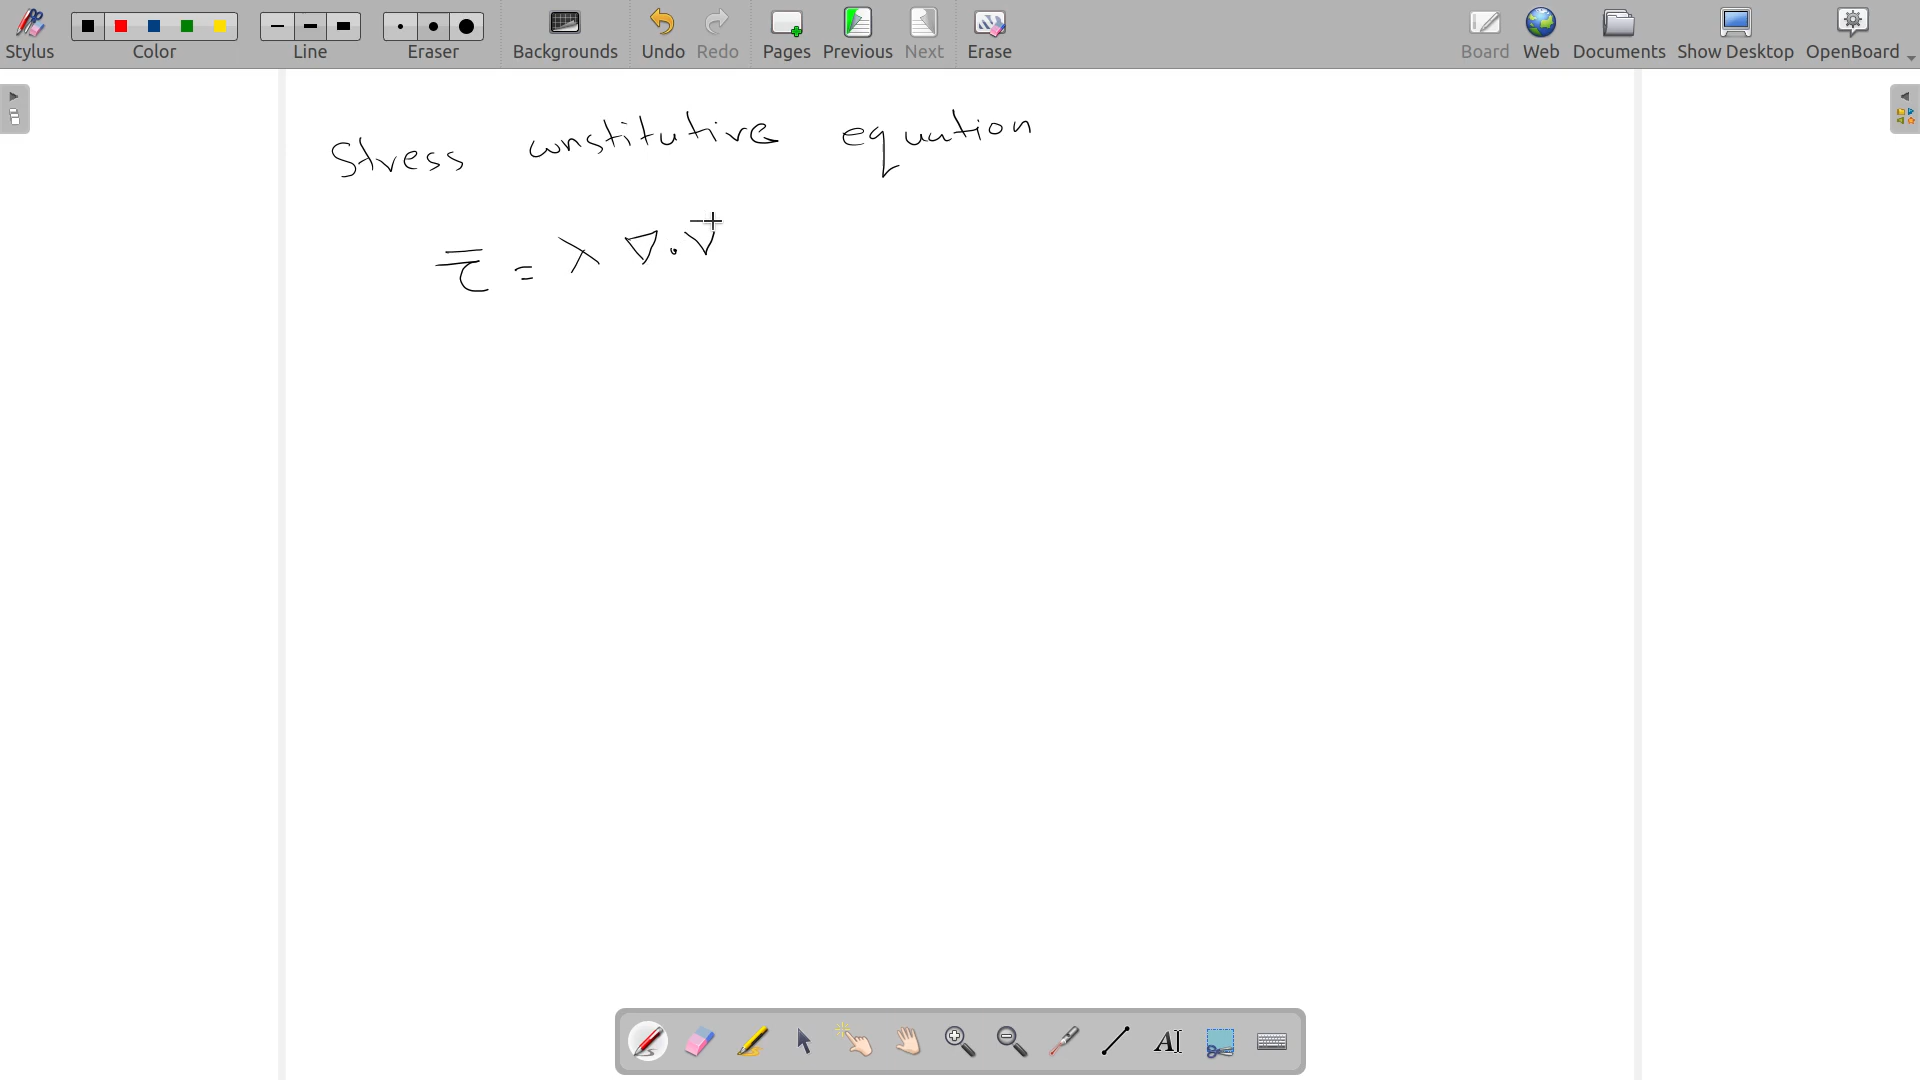 Stylus Color Line Eraser Backgrounds Undo Redo Pages Previous Next Erase Board Web Documents Show Desktop OpenBoard
Stress constitutive equation
τ̿ = λ ∇·v⃗
AI